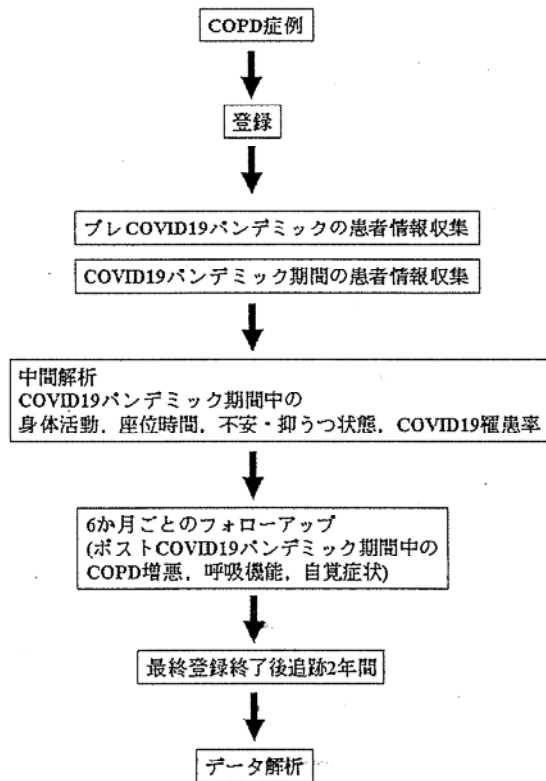 COPD症例
登録
プレCOVID19パンデミックの患者情報収集
COVID19パンデミック期間の患者情報収集
中間解析
COVID19パンデミック期間中の
身体活動，座位時間，不安・抑うつ状態，COVID19罹患率
6か月ごとのフォローアップ
(ポストCOVID19パンデミック期間中の
COPD増悪，呼吸機能，自覚症状)
最終登録終了後追跡2年間
データ解析